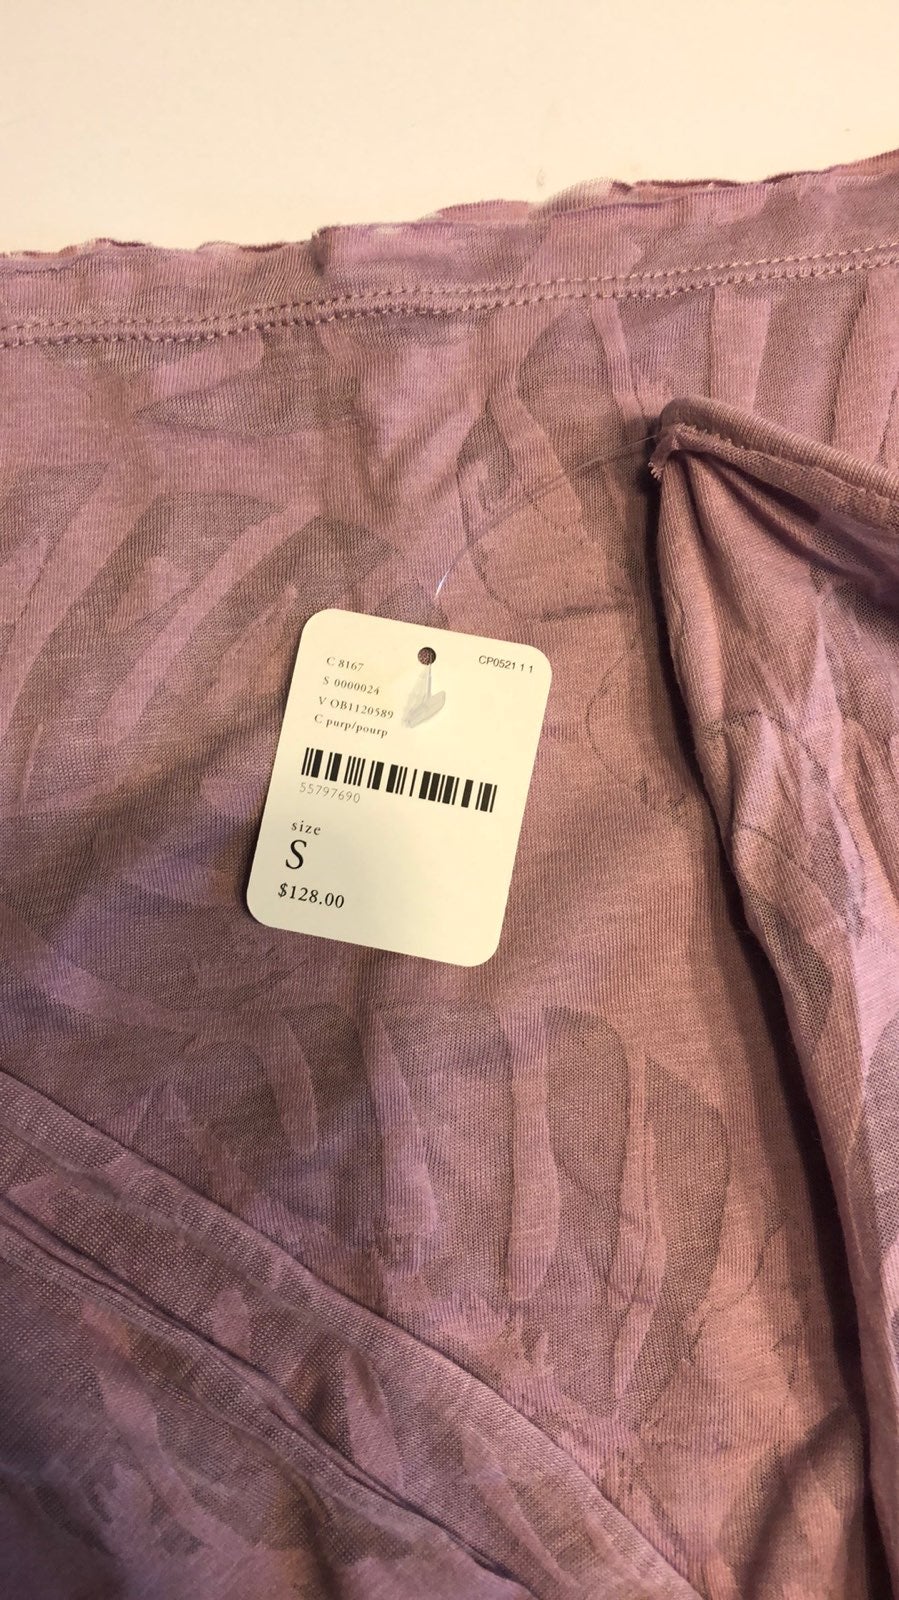 C 8167
CP0521 1 1
S 0000024
V OB1120589
C purp/pourp
55797690
size
S
$128.00